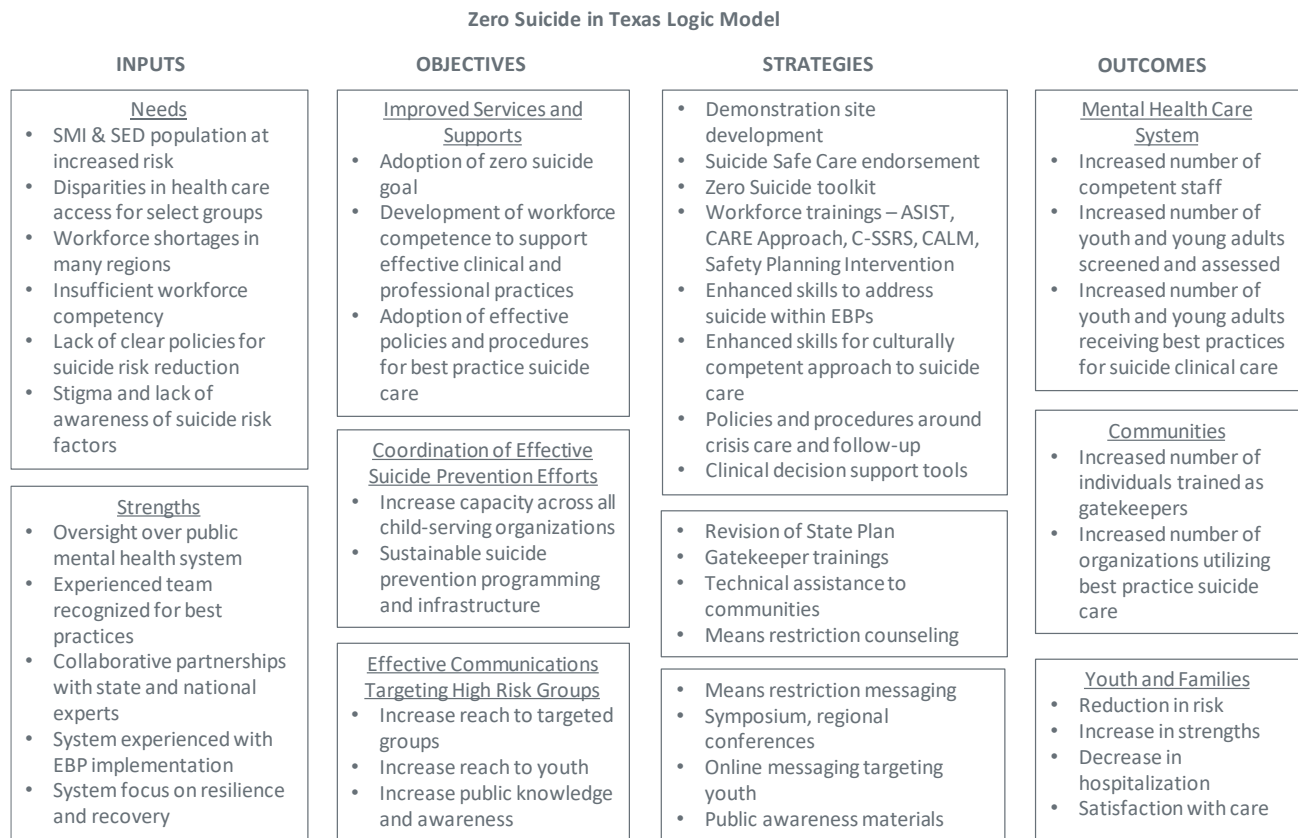 Zero Suicide in Texas Logic Model
INPUTS
Needs
• SMI & SED population at
increased risk
• Disparities in health care
access for select groups
• Workforce shortages in
many regions
• Insufficient workforce
competency
• Lack of clear policies for
suicide risk reduction
• Stigma and lack of
awareness of suicide risk
factors
Strengths
• Oversight over public
mental health system
• Experienced team
recognized for best
practices
• Collaborative partnerships
with state and national
experts
• System experienced with
EBP implementation
• System focus on resilience
and recovery
OBJECTIVES
Improved Services and
Supports
• Adoption of zero suicide
goal
• Development of workforce
competence to support
effective clinical and
professional practices
• Adoption of effective
policies and procedures
for best practice suicide
care
Coordination of Effective
Suicide Prevention Efforts
• Increase capacity across all
child-serving organizations
• Sustainable suicide
prevention programming
and infrastructure
Effective Communications
Targeting High Risk Groups
• Increase reach to targeted
groups
• Increase reach to youth
• Increase public knowledge
and awareness
STRATEGIES
• Demonstration site
development
• Suicide Safe Care endorsement
• Zero Suicide toolkit
• Workforce trainings – ASIST,
CARE Approach, C-SSRS, CALM,
Safety Planning Intervention
• Enhanced skills to address
suicide within EBPs
• Enhanced skills for culturally
competent approach to suicide
care
• Policies and procedures around
crisis care and follow-up
• Clinical decision support tools
• Revision of State Plan
• Gatekeeper trainings
• Technical assistance to
communities
• Means restriction counseling
• Means restriction messaging
• Symposium, regional
conferences
• Online messaging targeting
youth
• Public awareness materials
OUTCOMES
Mental Health Care
System
• Increased number of
competent staff
• Increased number of
youth and young adults
screened and assessed
• Increased number of
youth and young adults
receiving best practices
for suicide clinical care
Communities
• Increased number of
individuals trained as
gatekeepers
• Increased number of
organizations utilizing
best practice suicide
care
Youth and Families
• Reduction in risk
• Increase in strengths
• Decrease in
hospitalization
• Satisfaction with care